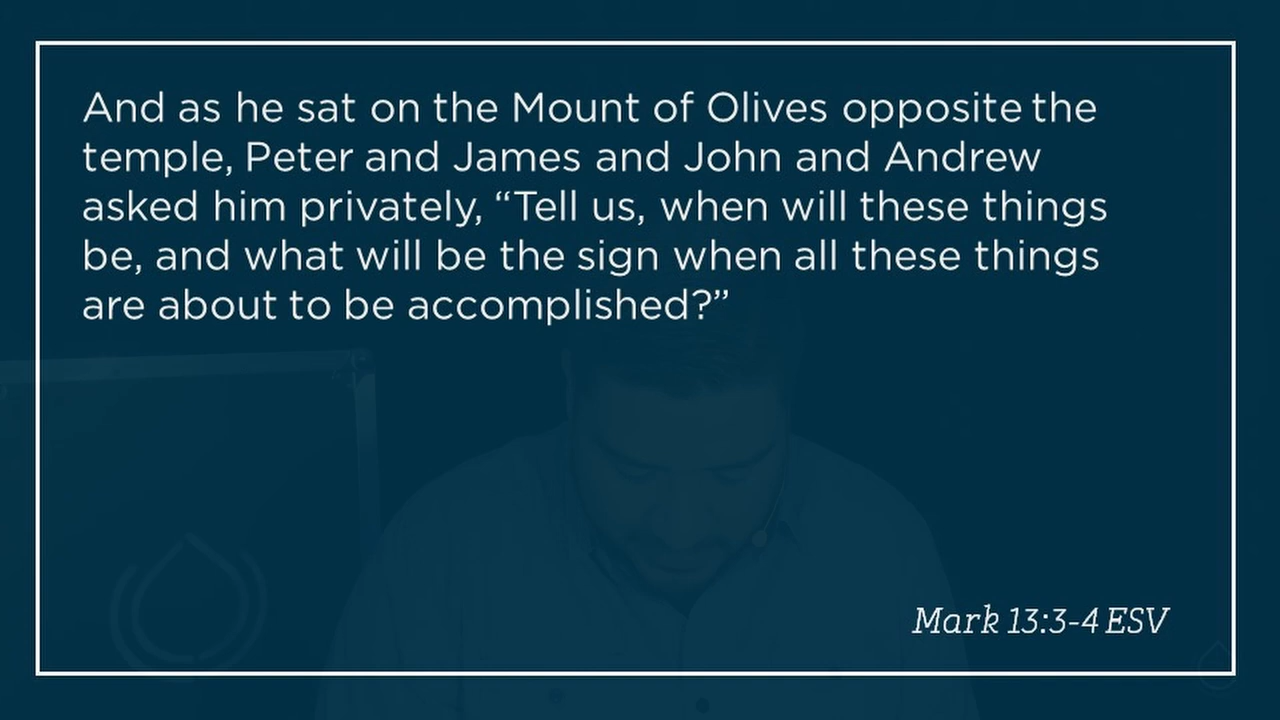 And as he sat on the Mount of Olives opposite the
temple, Peter and James and John and Andrew
asked him privately, “Tell us, when will these things
be, and what will be the sign when all these things
are about to be accomplished?”
Mark 13:3-4 ESV